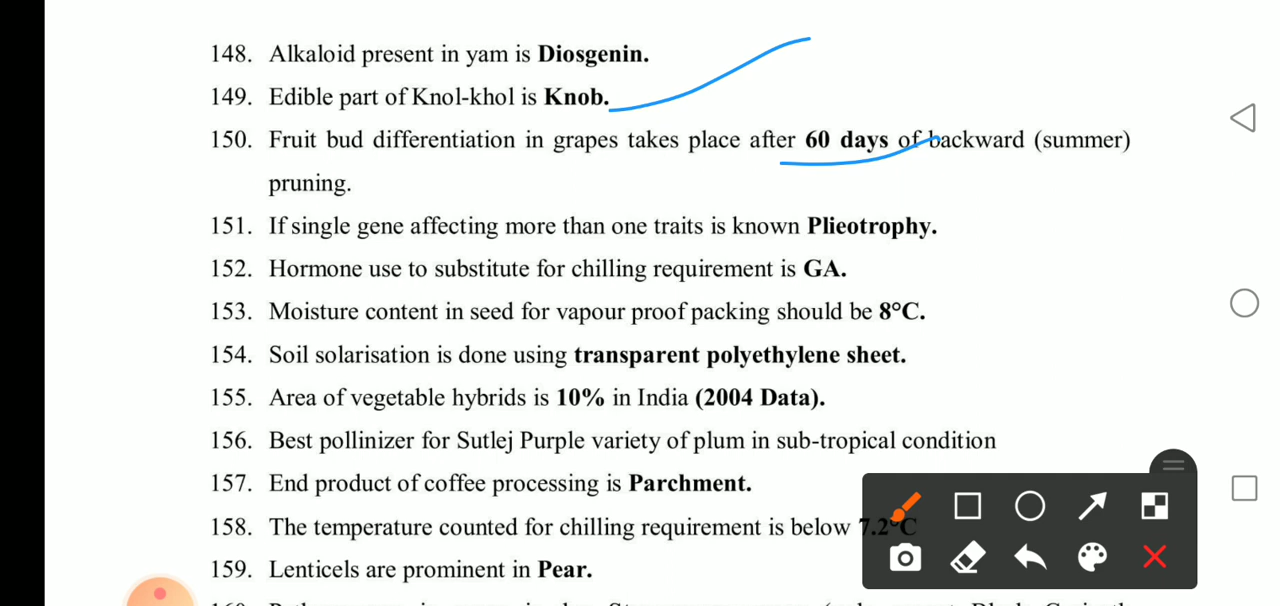 148. Alkaloid present in yam is Diosgenin.
149. Edible part of Knol-khol is Knob.
150. Fruit bud differentiation in grapes takes place after 60 days of backward (summer)
pruning.
151. If single gene affecting more than one traits is known Plieotrophy.
152. Hormone use to substitute for chilling requirement is GA.
153. Moisture content in seed for vapour proof packing should be 8°C.
154. Soil solarisation is done using transparent polyethylene sheet.
155. Area of vegetable hybrids is 10% in India (2004 Data).
156. Best pollinizer for Sutlej Purple variety of plum in sub-tropical condition
157. End product of coffee processing is Parchment.
158. The temperature counted for chilling requirement is below 7.2°C
159. Lenticels are prominent in Pear.